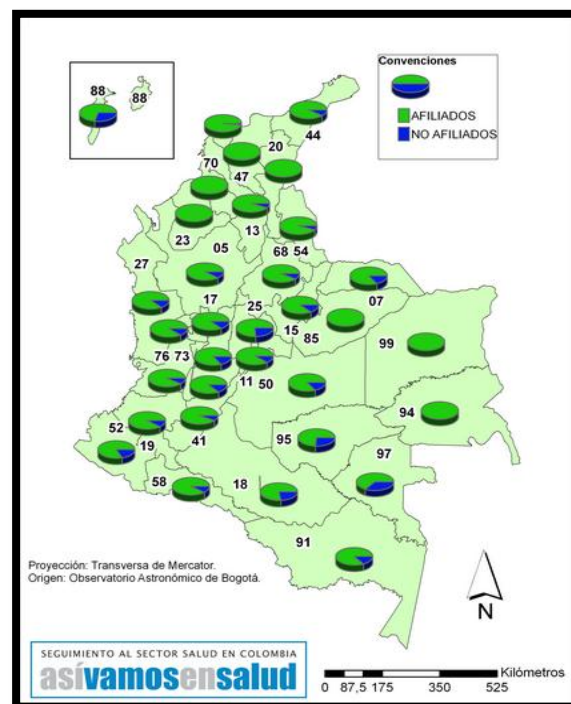 88
88
Convenciones
AFILIADOS
NO AFILIADOS
44
20
70
47
13
23
05
68 54
27
07
17
25
15
85
99
76 73
11
50
94
52
19
41
95
97
58
18
91
Proyección: Transversa de Mercator.
Origen: Observatorio Astronómico de Bogotá.
N
SEGUIMIENTO AL SECTOR SALUD EN COLOMBIA
asívamosensalud
Kilómetros
0 87,5 175 350 525